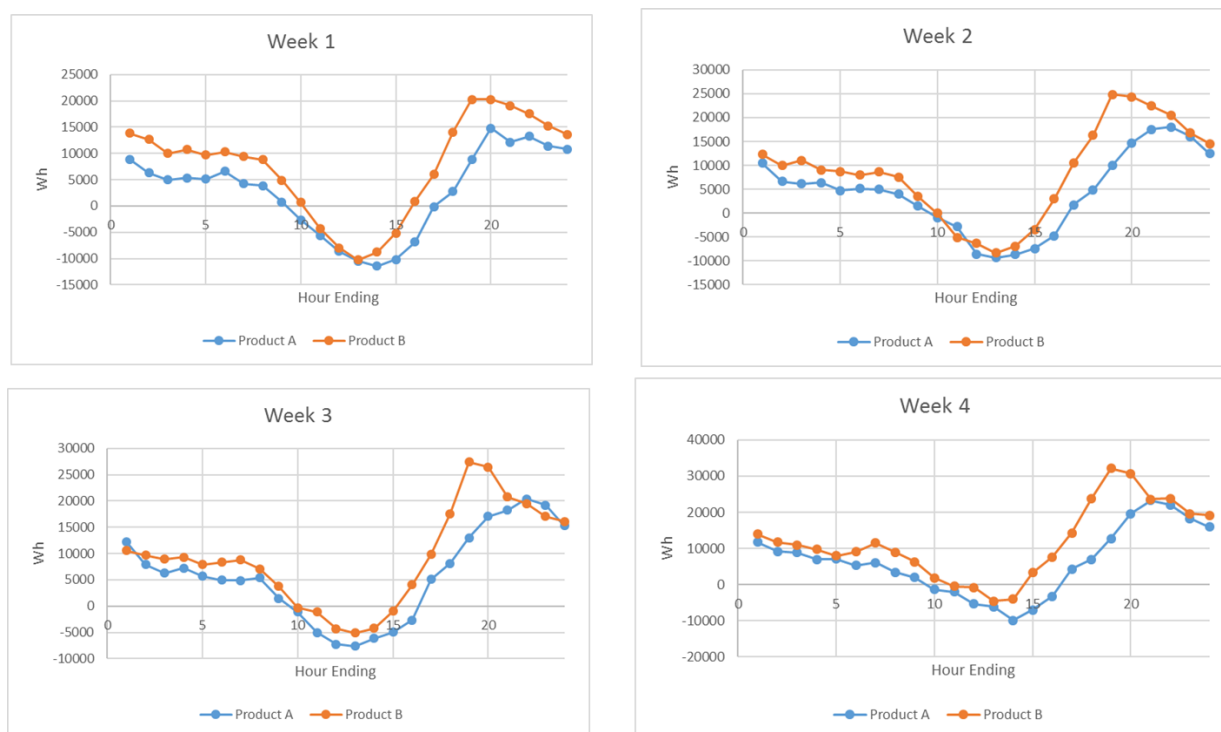 Week 1
25000
20000
15000
10000
5000
0
-5000
-10000
-15000
Wh
0 5 10 15 20
Hour Ending
Product A Product B
Week 2
30000
25000
20000
15000
10000
5000
0
-5000
-10000
-15000
Wh
0 5 10 15 20
Hour Ending
Product A Product B
Week 3
30000
25000
20000
15000
10000
5000
0
-5000
-10000
Wh
0 5 10 15 20
Hour Ending
Product A Product B
Week 4
40000
30000
20000
10000
0
-10000
-20000
Wh
0 5 10 15 20
Hour Ending
Product A Product B